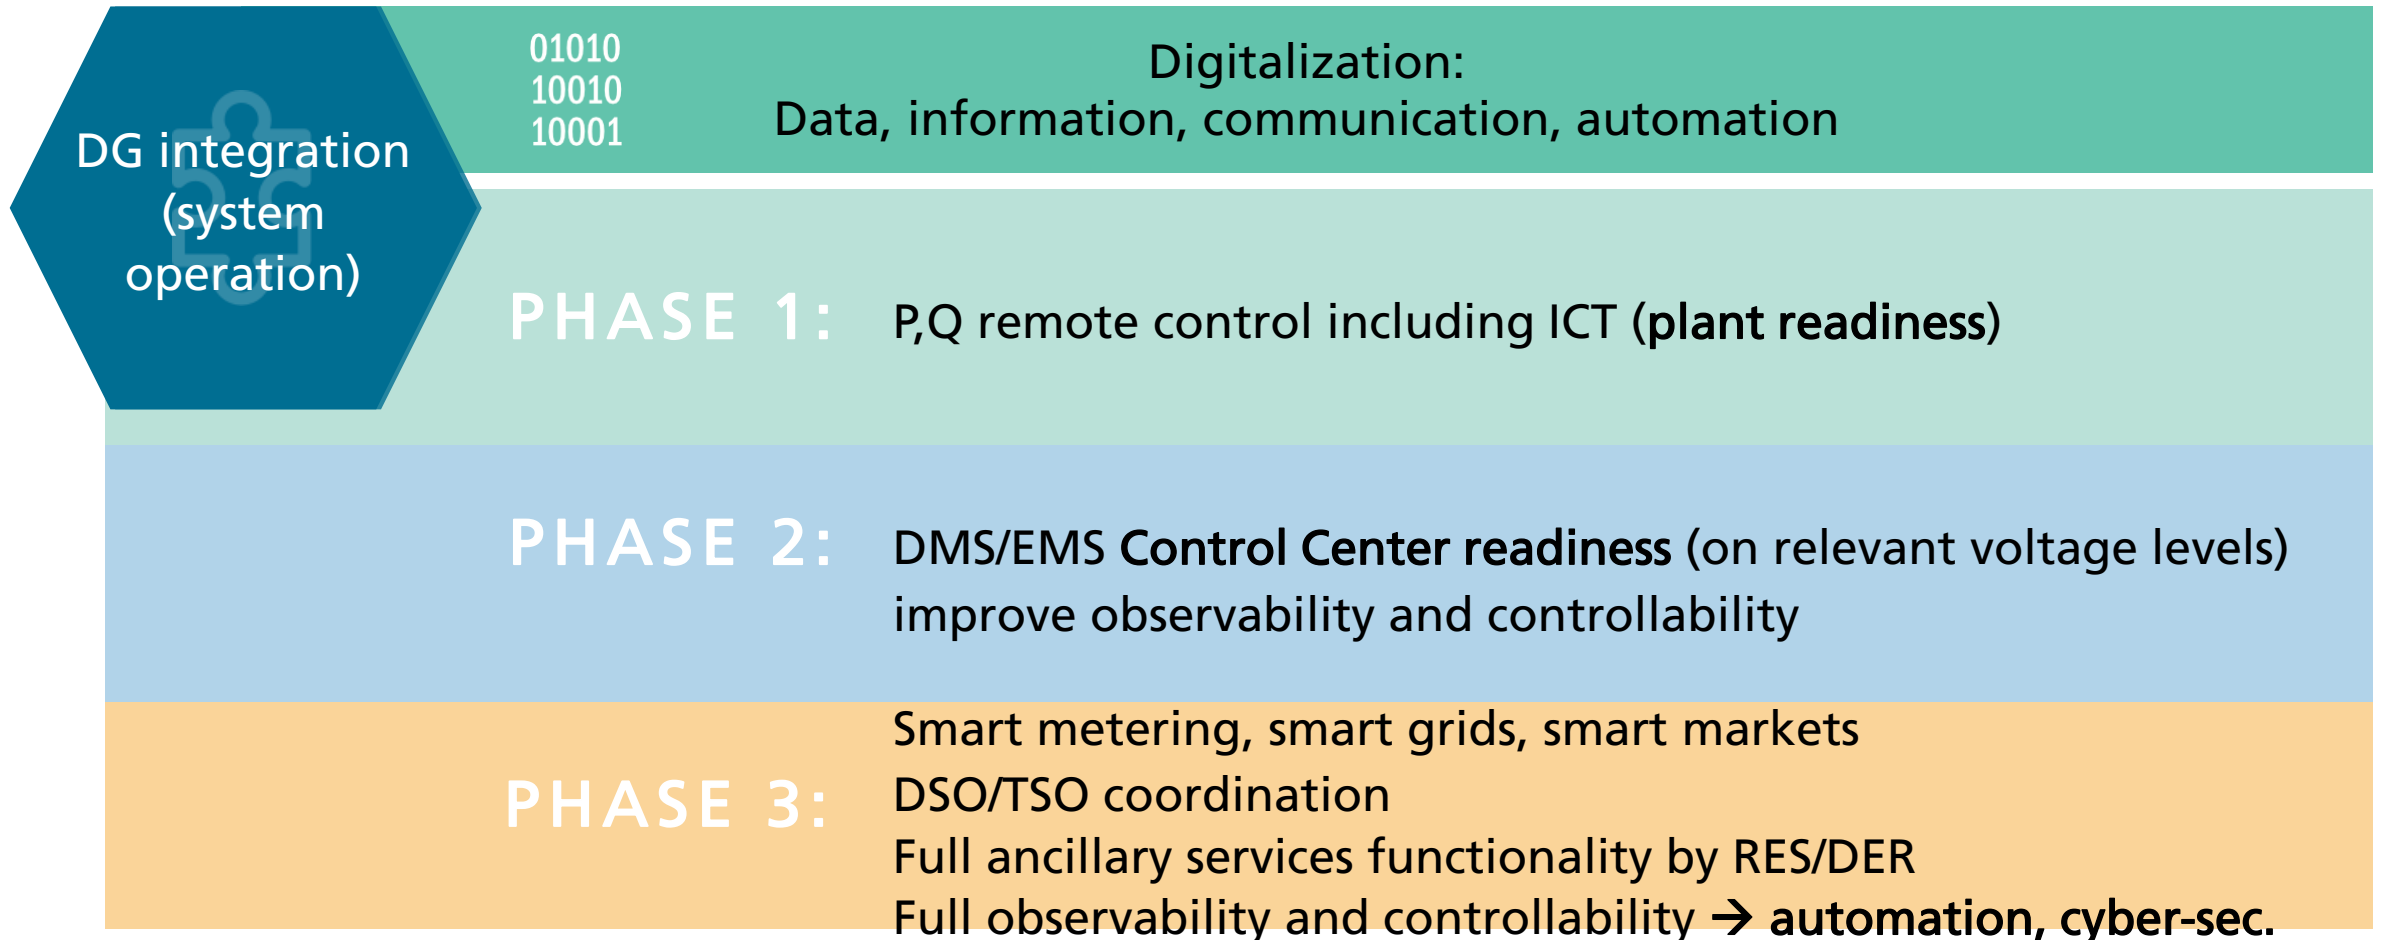 DG integration
(system
operation)
01010
10010
10001
Digitalization:
Data, information, communication, automation
PHASE 1:
P,Q remote control including ICT (plant readiness)
PHASE 2:
DMS/EMS Control Center readiness (on relevant voltage levels)
improve observability and controllability
PHASE 3:
Smart metering, smart grids, smart markets
DSO/TSO coordination
Full ancillary services functionality by RES/DER
Full observability and controllability → automation, cyber-sec.